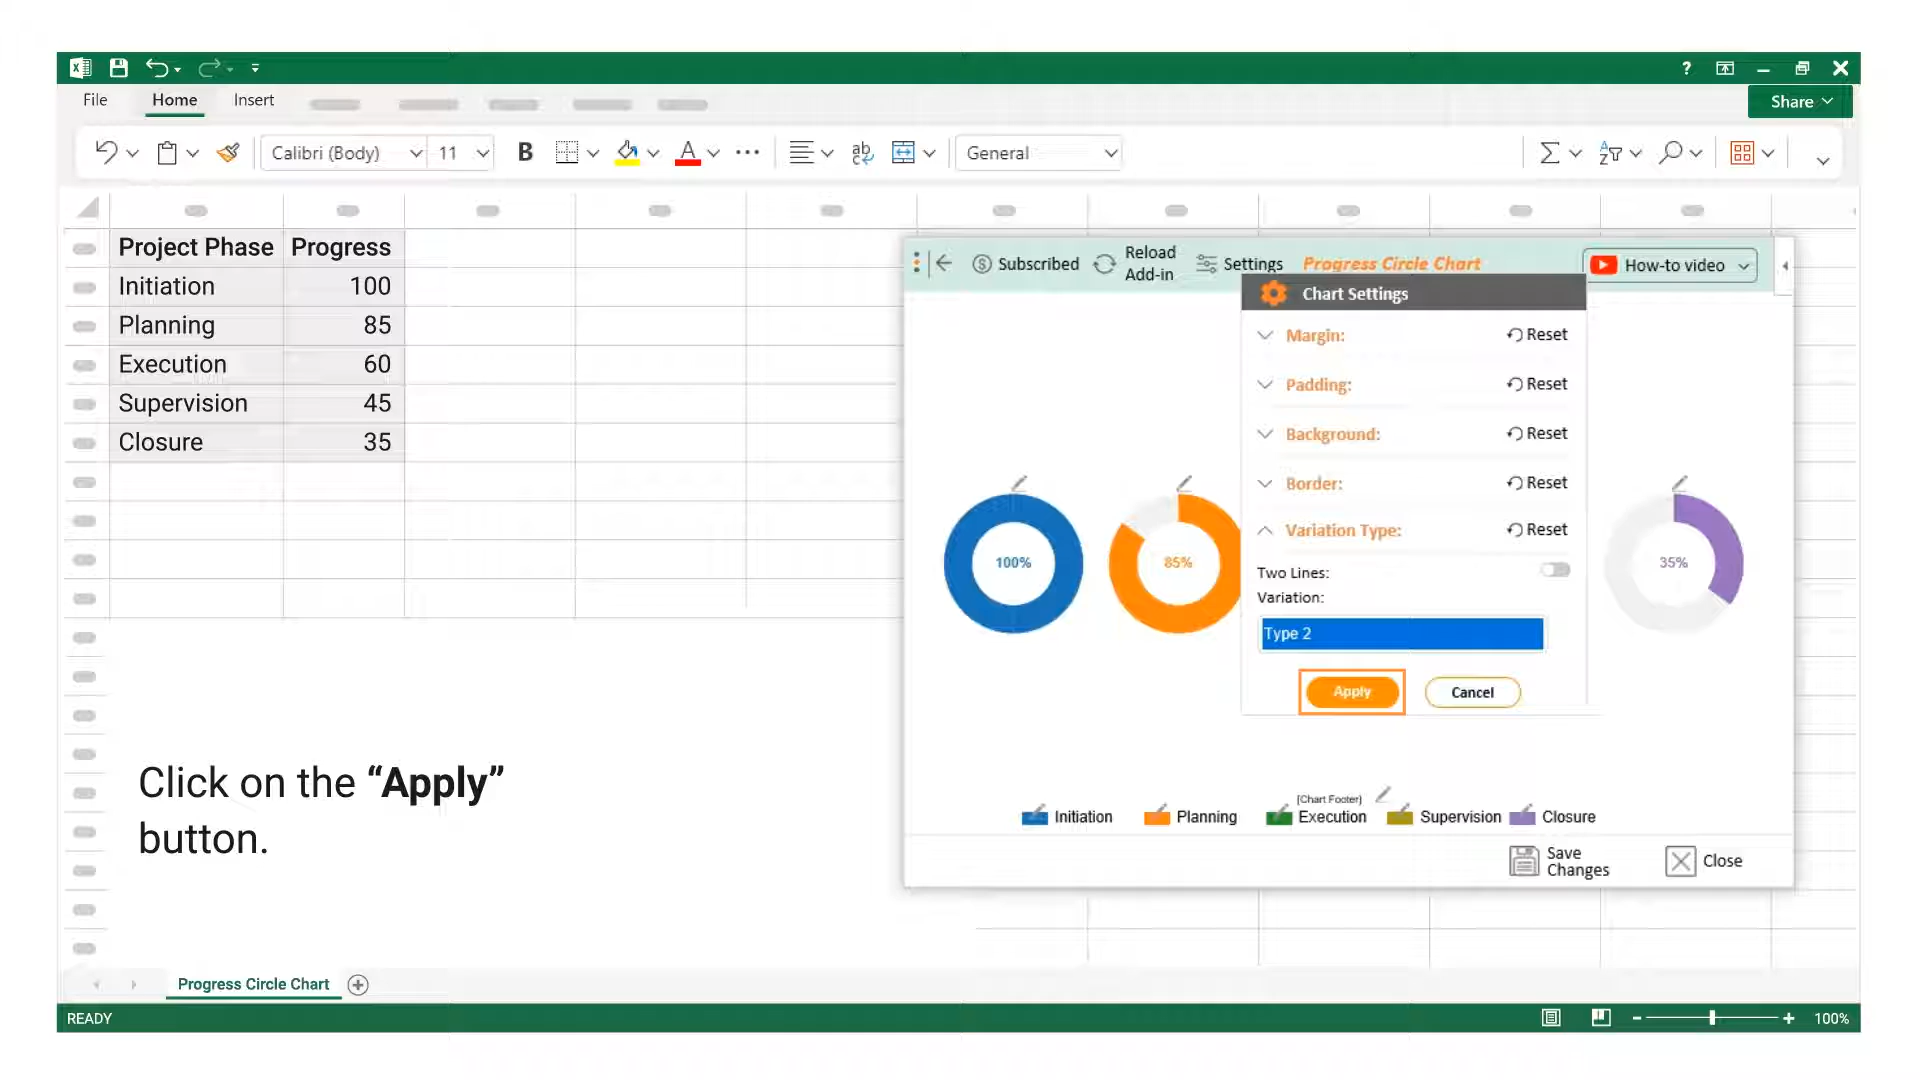 File Home Insert
Share
Calibri (Body) 11 B A General
Project Phase Progress
Initiation 100
Planning 85
Execution 60
Supervision 45
Closure 35
Subscribed Reload Add-in Settings Progress Circle Chart How-to video
Chart Settings
Margin: Reset
Padding: Reset
Background: Reset
Border: Reset
Variation Type: Reset
Two Lines:
Variation:
Type 2
Apply Cancel
100% 85% 35%
[Chart Footer]
Initiation Planning Execution Supervision Closure
Save Changes Close
Click on the “Apply”
button.
Progress Circle Chart
READY 100%